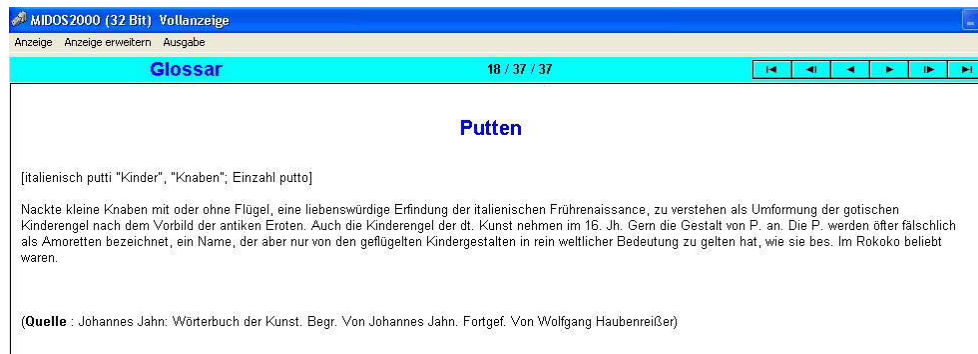 MIDOS2000 (32 Bit) Vollanzeige
Anzeige Anzeige erweitern Ausgabe
Glossar 18 / 37 / 37
Putten
[italienisch putti "Kinder", "Knaben"; Einzahl putto]
Nackte kleine Knaben mit oder ohne Flügel, eine liebenswürdige Erfindung der italienischen Frührenaissance, zu verstehen als Umformung der gotischen
Kinderengel nach dem Vorbild der antiken Eroten. Auch die Kinderengel der dt. Kunst nehmen im 16. Jh. Gern die Gestalt von P. an. Die P. werden öfter fälschlich
als Amoretten bezeichnet, ein Name, der aber nur von den geflügelten Kindergestalten in rein weltlicher Bedeutung zu gelten hat, wie sie bes. Im Rokoko beliebt
waren.
(Quelle : Johannes Jahn: Wörterbuch der Kunst. Begr. Von Johannes Jahn. Fortgef. Von Wolfgang Haubenreißer)